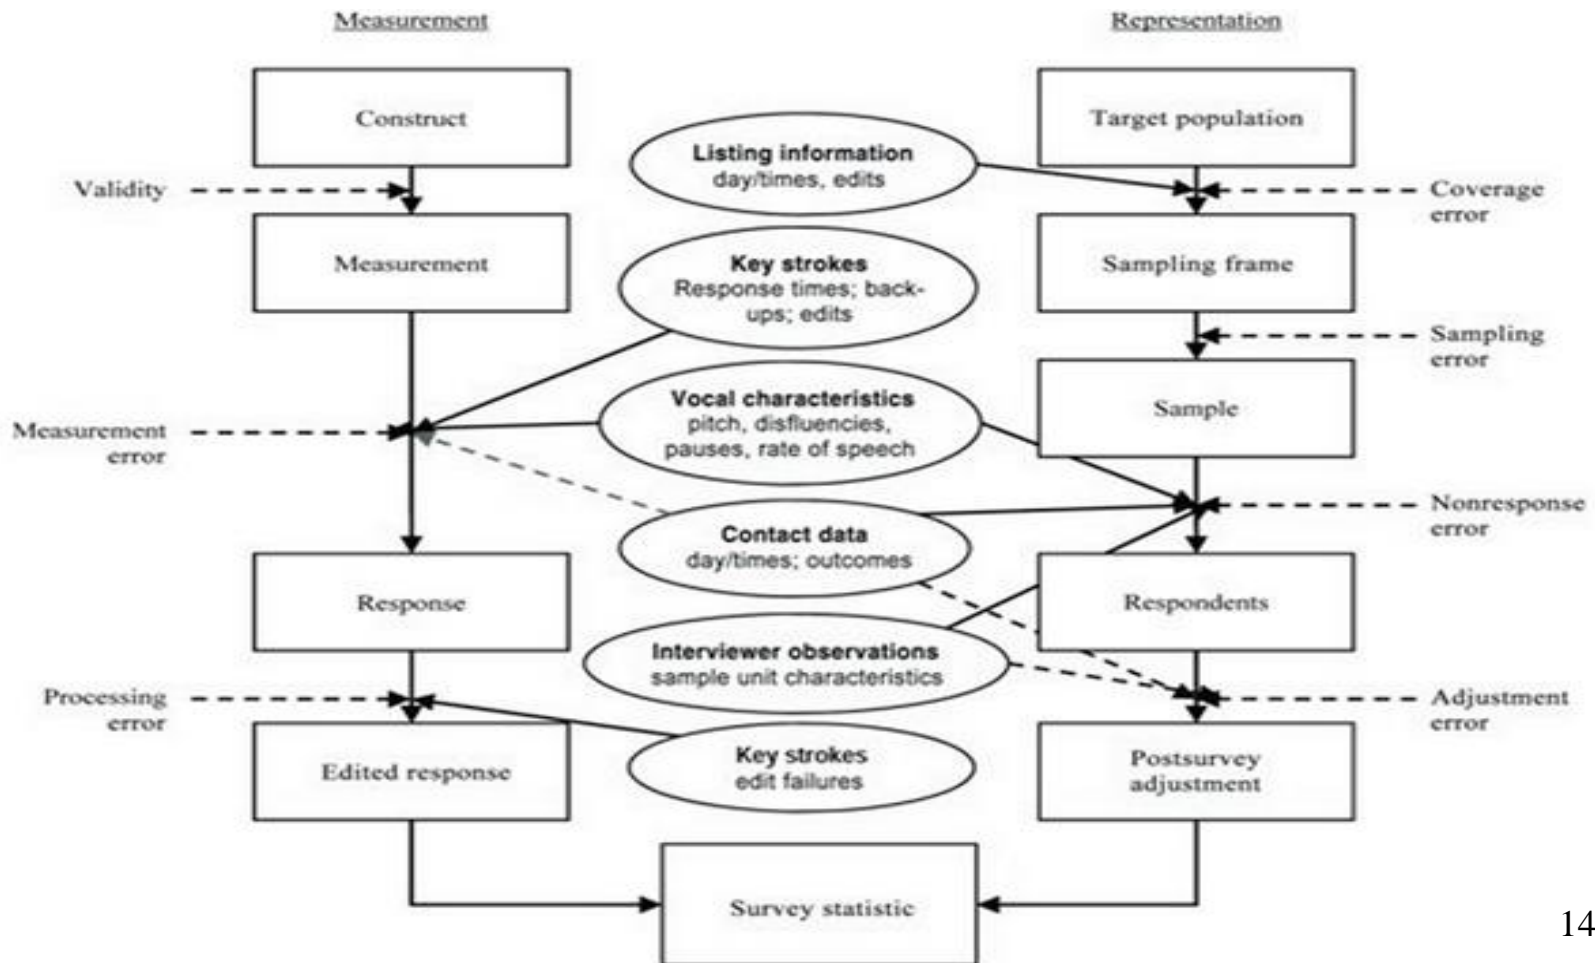 Measurement
Representation
Construct
Target population
Listing information
day/times, edits
Validity
Coverage
error
Measurement
Key strokes
Response times; back-
ups; edits
Sampling frame
Sampling
error
Vocal characteristics
pitch, disfluencies,
pauses, rate of speech
Sample
Measurement
error
Nonresponse
error
Contact data
day/times; outcomes
Response
Respondents
Interviewer observations
sample unit characteristics
Processing
error
Adjustment
error
Edited response
Key strokes
edit failures
Postsurvey
adjustment
Survey statistic
14